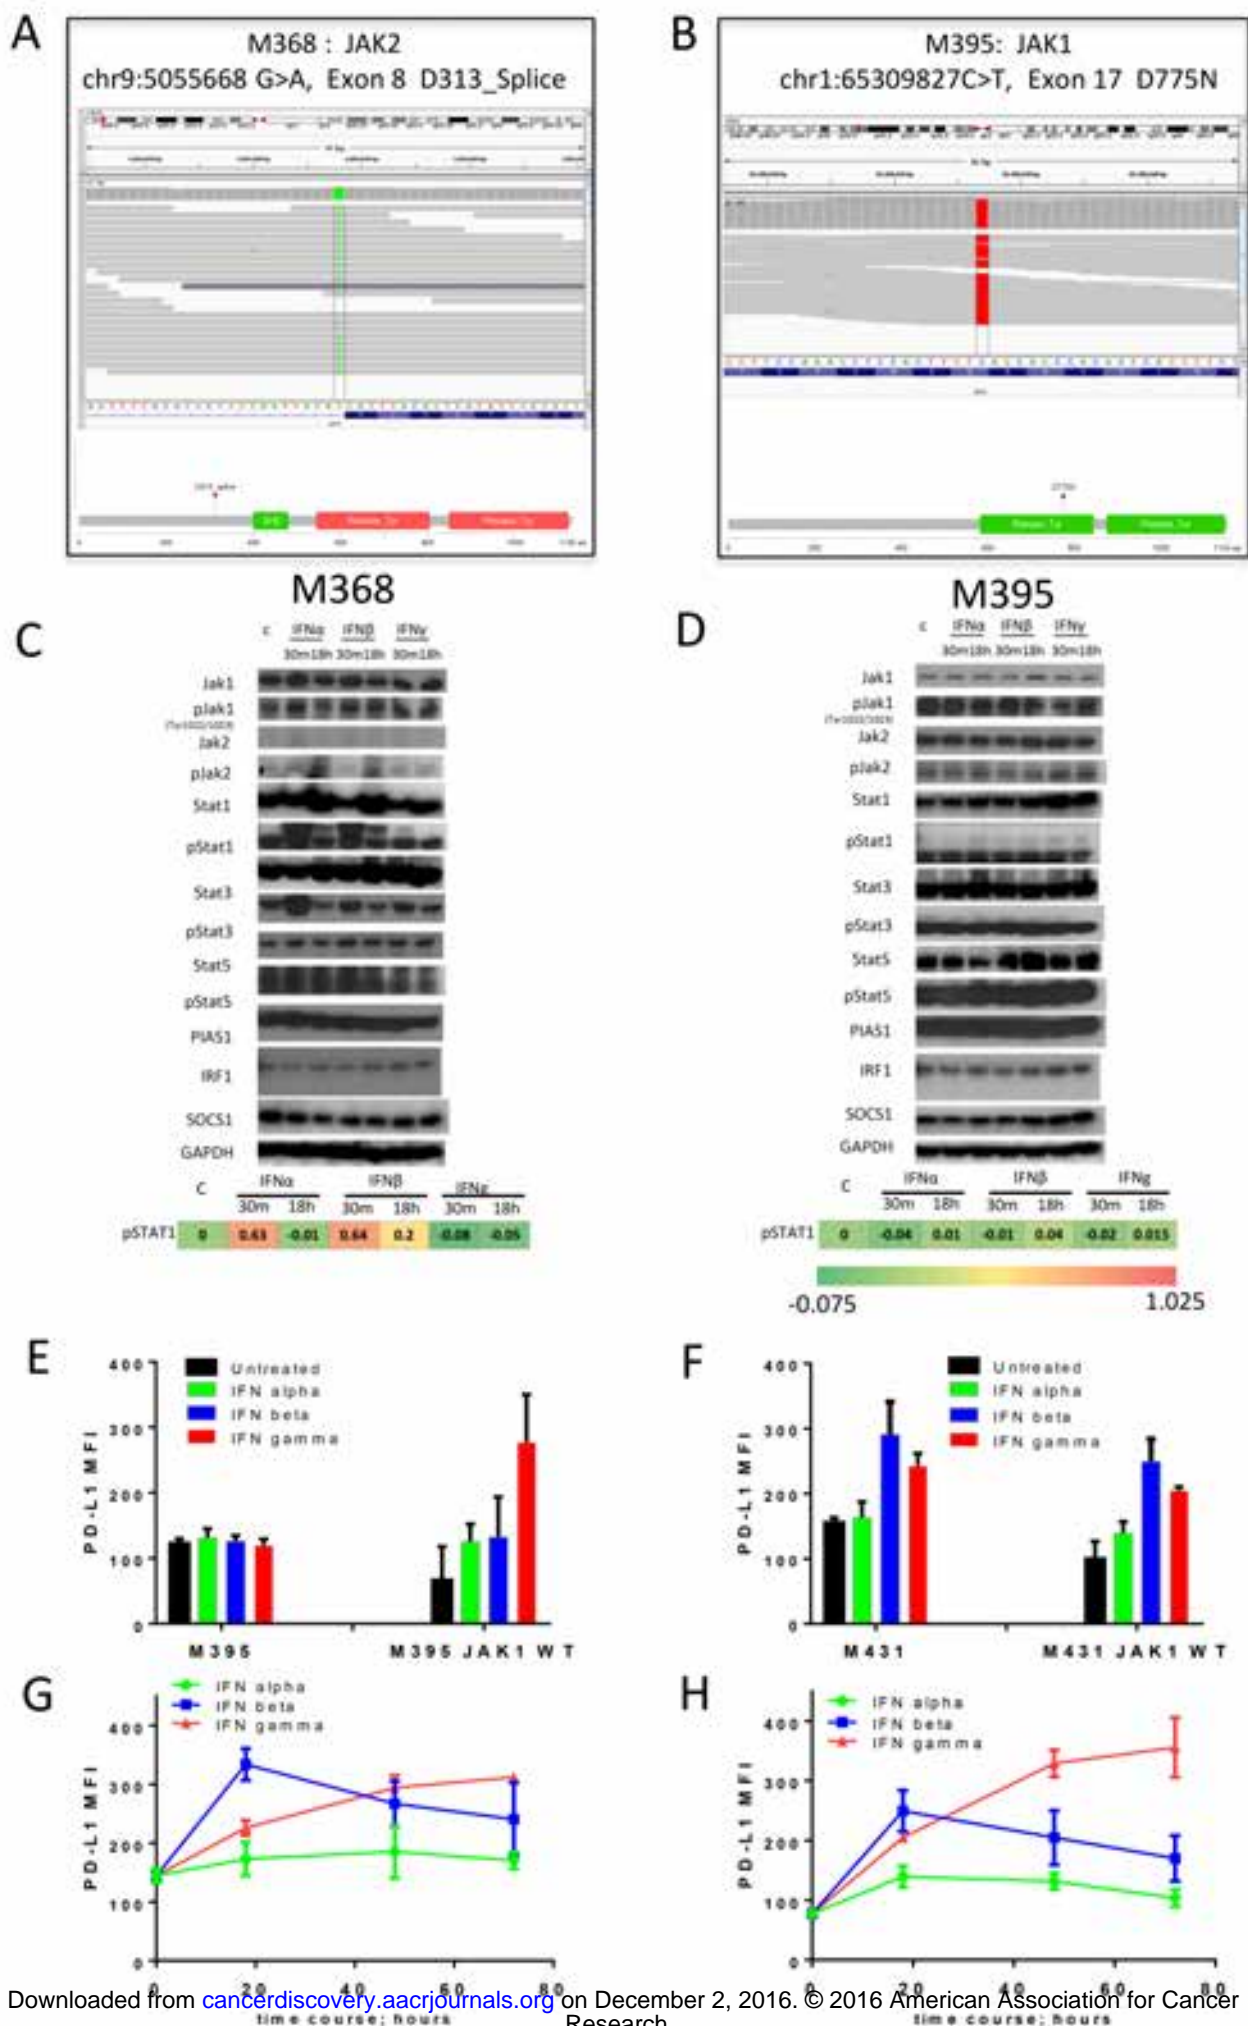 A
M368 : JAK2
chr9:5055668 G>A, Exon 8 D313_Splice
B
M395: JAK1
chr1:65309827C>T, Exon 17 D775N
M368
C
c IFNα IFNβ IFNγ
30m18h 30m18h 30m18h
Jak1
pJak1
(Tyr1022/1023)
Jak2
pJak2
Stat1
pStat1
Stat3
pStat3
Stat5
pStat5
PIAS1
IRF1
SOCS1
GAPDH
C IFNα IFNβ IFNg
30m 18h 30m 18h 30m 18h
pSTAT1 0 0.63 -0.01 0.64 0.2 -0.08 -0.05
M395
D
c IFNα IFNβ IFNγ
30m18h 30m18h 30m18h
Jak1
pJak1
(Tyr1022/1023)
Jak2
pJak2
Stat1
pStat1
Stat3
pStat3
Stat5
pStat5
PIAS1
IRF1
SOCS1
GAPDH
C IFNα IFNβ IFNg
30m 18h 30m 18h 30m 18h
pSTAT1 0 -0.04 0.01 -0.01 0.04 -0.02 0.015
-0.075 1.025
E
PD-L1 MFI
400
300
200
100
0
Untreated
IFN alpha
IFN beta
IFN gamma
M395 M395 JAK1 WT
F
PD-L1 MFI
400
300
200
100
0
Untreated
IFN alpha
IFN beta
IFN gamma
M431 M431 JAK1 WT
G
PD-L1 MFI
400
300
200
100
0
IFN alpha
IFN beta
IFN gamma
0 20 40 60 80
time course; hours
H
PD-L1 MFI
400
300
200
100
0
IFN alpha
IFN beta
IFN gamma
0 20 40 60 80
time course; hours
Downloaded from cancerdiscovery.aacrjournals.org on December 2, 2016. © 2016 American Association for Cancer
Research.